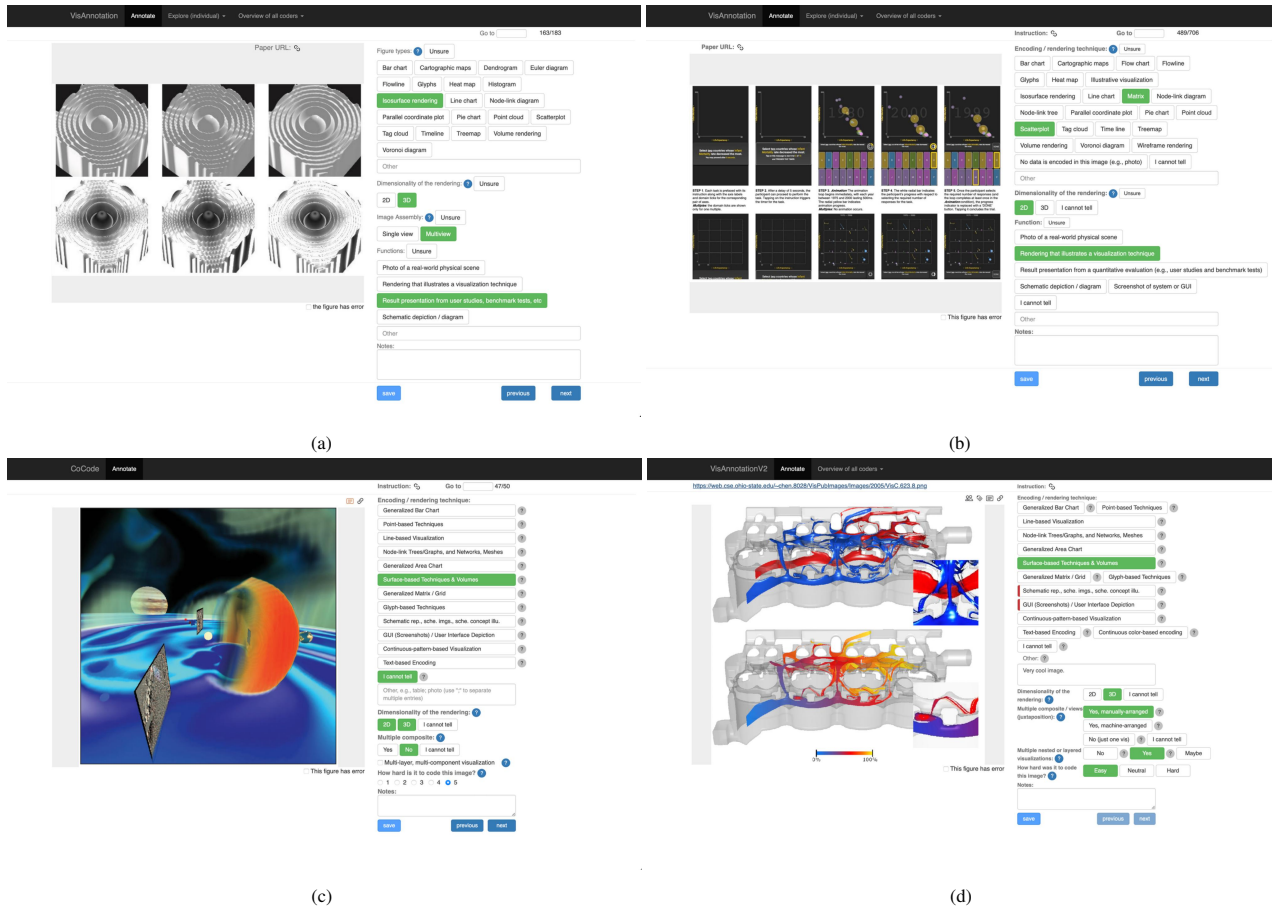 VisAnnotation Annotate Explore (individual) Overview of all coders
Go to 163/183
Paper URL:
Figure types: ? Unsure
Bar chart Cartographic maps Dendrogram Euler diagram
Flowline Glyphs Heat map Histogram
Isosurface rendering Line chart Node-link diagram
Parallel coordinate plot Pie chart Point cloud Scatterplot
Tag cloud Timeline Treemap Volume rendering
Voronoi diagram
Other
Dimensionality of the rendering: ? Unsure
2D 3D
Image Assembly: ? Unsure
Single view Multiview
Functions: Unsure
Photo of a real-world physical scene
Rendering that illustrates a visualization technique
Result presentation from user studies, benchmark tests, etc
the figure has error
Schematic depiction / diagram
Other
Notes:
save previous next
(a)
VisAnnotation Annotate Explore (individual) Overview of all coders
Instruction: Go to 489/706
Paper URL:
Encoding / rendering technique: ? Unsure
Bar chart Cartographic maps Flow chart Flowline
Glyphs Heat map Illustrative visualization
Isosurface rendering Line chart Matrix Node-link diagram
Node-link tree Parallel coordinate plot Pie chart Point cloud
Scatterplot Tag cloud Time line Treemap
Volume rendering Voronoi diagram Wireframe rendering
No data is encoded in this image (e.g., photo) I cannot tell
Other
Dimensionality of the rendering: ? Unsure
2D 3D I cannot tell
Function: Unsure
Photo of a real-world physical scene
Rendering that illustrates a visualization technique
Result presentation from a quantitative evaluation (e.g., user studies and benchmark tests)
Schematic depiction / diagram Screenshot of system or GUI
I cannot tell
Other
This figure has error
Notes:
save previous next
(b)
CoCode Annotate
Instruction: Go to 47/50
Encoding / rendering technique:
Generalized Bar Chart ?
Point-based Techniques ?
Line-based Visualization ?
Node-link Trees/Graphs, and Networks, Meshes ?
Generalized Area Chart ?
Surface-based Techniques & Volumes ?
Generalized Matrix / Grid ?
Glyph-based Techniques ?
Schematic rep., sche. imgs., sche. concept illu. ?
GUI (Screenshots) / User Interface Depiction ?
Continuous-pattern-based Visualization ?
Text-based Encoding ?
I cannot tell ?
Other, e.g., table; photo (use ";" to separate
multiple entries)
Dimensionality of the rendering: ?
2D 3D I cannot tell
Multiple composite: ?
Yes No I cannot tell
Multi-layer, multi-component visualization ?
This figure has error
How hard is it to code this image? ?
1 2 3 4 5
Notes:
save previous next
(c)
VisAnnotationV2 Annotate Overview of all coders
https://web.cse.ohio-state.edu/~chen.8028/VisPubImages/Images/2005/VisC.623.8.png
Instruction:
Encoding / rendering technique:
Generalized Bar Chart ? Point-based Techniques ?
Line-based Visualization ?
Node-link Trees/Graphs, and Networks, Meshes ?
Generalized Area Chart ?
Surface-based Techniques & Volumes ?
Generalized Matrix / Grid ? Glyph-based Techniques ?
Schematic rep., sche. imgs., sche. concept illu. ?
GUI (Screenshots) / User Interface Depiction ?
Continuous-pattern-based Visualization ?
Text-based Encoding ? Continuous color-based encoding ?
I cannot tell ?
Other: ?
Very cool image.
Dimensionality of the
rendering: ?
2D 3D I cannot tell
Multiple composite / views
(juxtaposition): ?
Yes, manually-arranged ?
Yes, machine-arranged ?
No (just one vis) ? I cannot tell
Multiple nested or layered
visualizations: ?
No ? Yes ? Maybe
How hard was it to code
this image? ?
Easy Neutral Hard
0% 100%
This figure has error
Notes:
save previous next
(d)